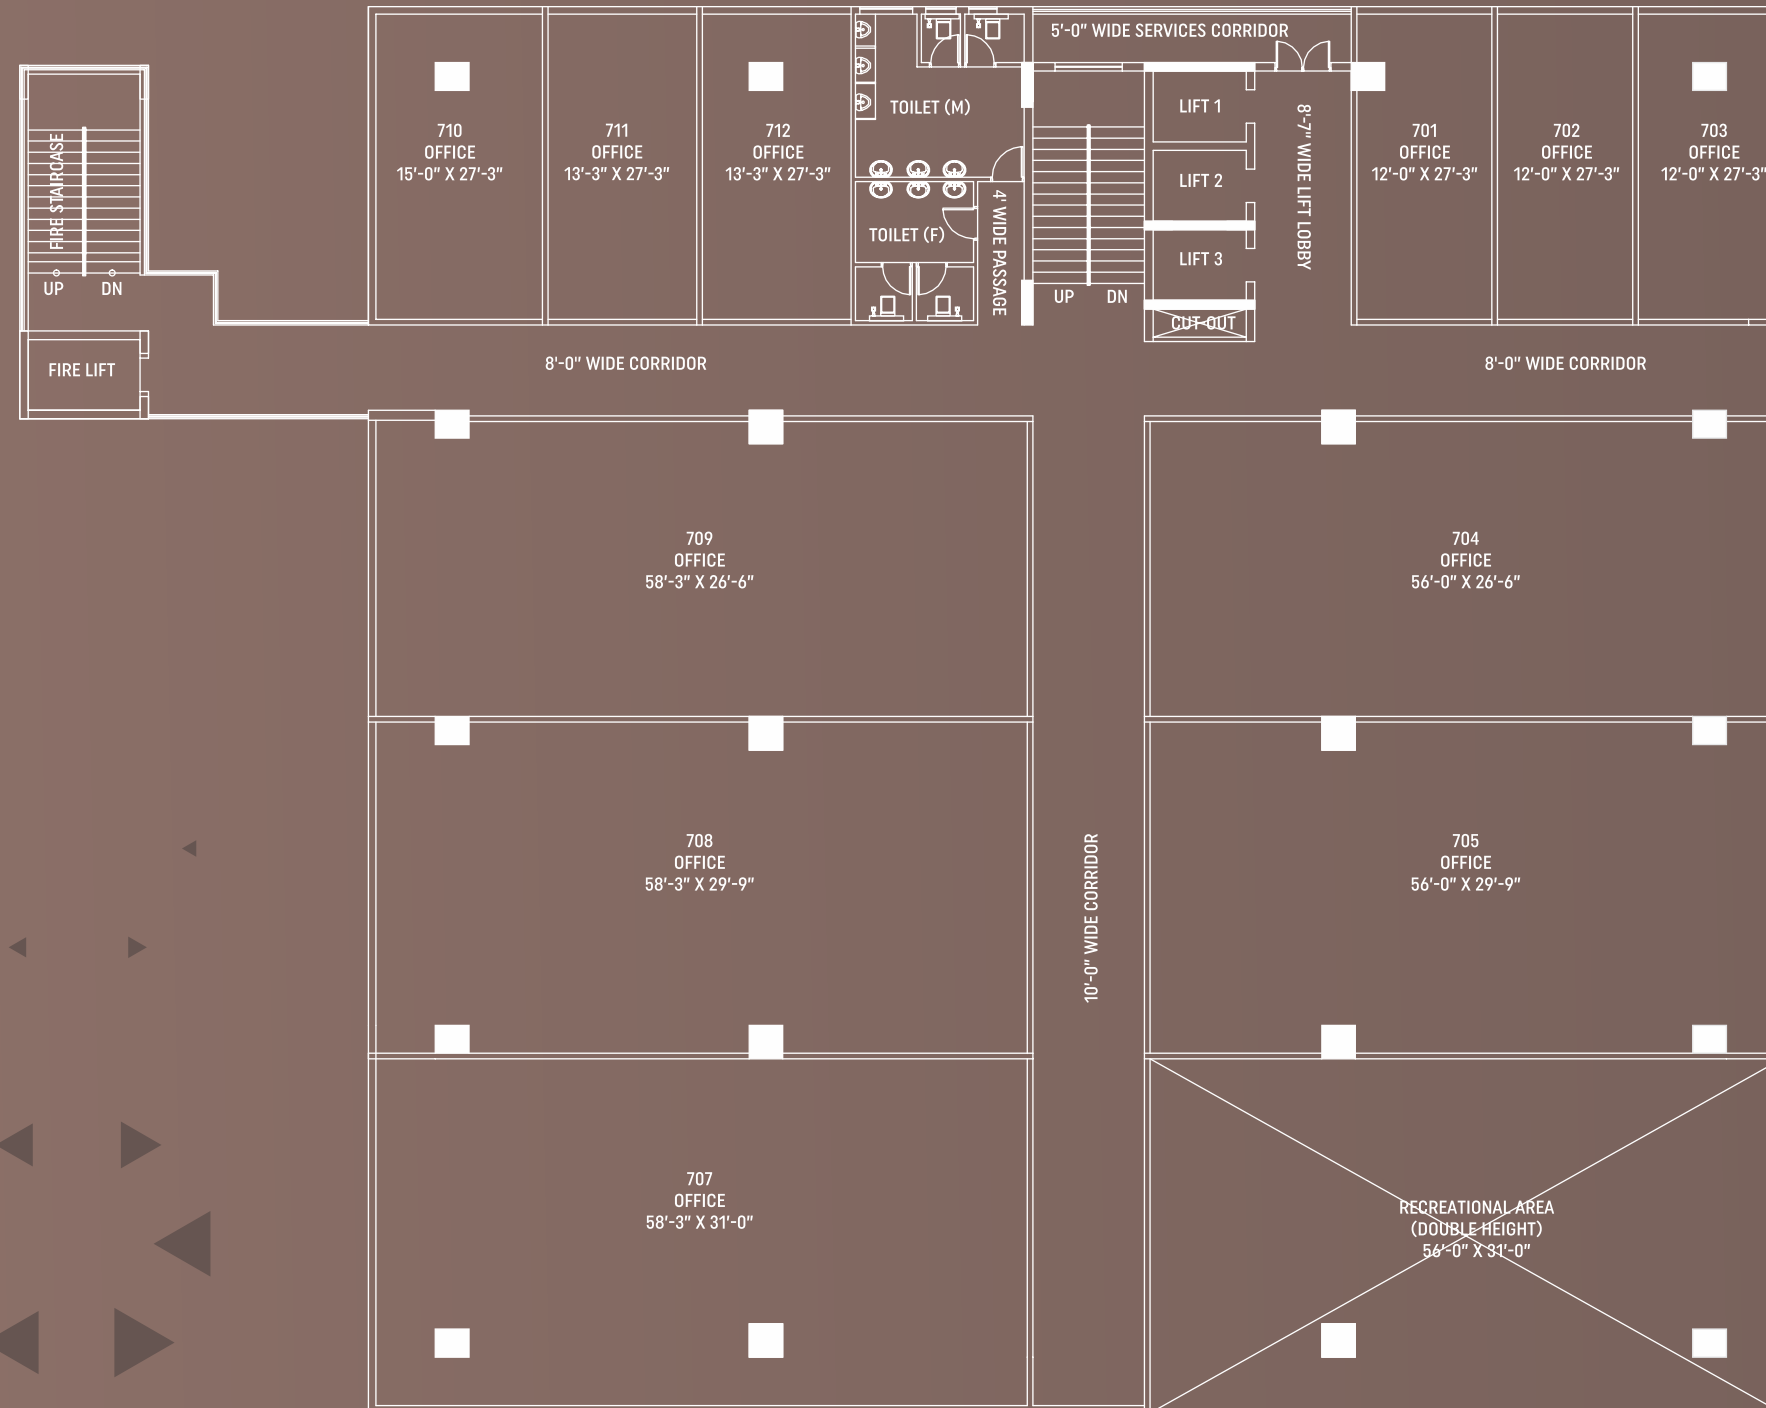 5'-0" WIDE SERVICES CORRIDOR
FIRE STAIRCASE
UP
DN
FIRE LIFT
710
OFFICE
15'-0" X 27'-3"
711
OFFICE
13'-3" X 27'-3"
712
OFFICE
13'-3" X 27'-3"
TOILET (M)
TOILET (F)
4' WIDE PASSAGE
UP
DN
LIFT 1
LIFT 2
LIFT 3
CUT-OUT
8'-7" WIDE LIFT LOBBY
701
OFFICE
12'-0" X 27'-3"
702
OFFICE
12'-0" X 27'-3"
703
OFFICE
12'-0" X 27'-3"
8'-0" WIDE CORRIDOR
8'-0" WIDE CORRIDOR
709
OFFICE
58'-3" X 26'-6"
704
OFFICE
56'-0" X 26'-6"
708
OFFICE
58'-3" X 29'-9"
10'-0" WIDE CORRIDOR
705
OFFICE
56'-0" X 29'-9"
707
OFFICE
58'-3" X 31'-0"
RECREATIONAL AREA
(DOUBLE HEIGHT)
56'-0" X 31'-0"